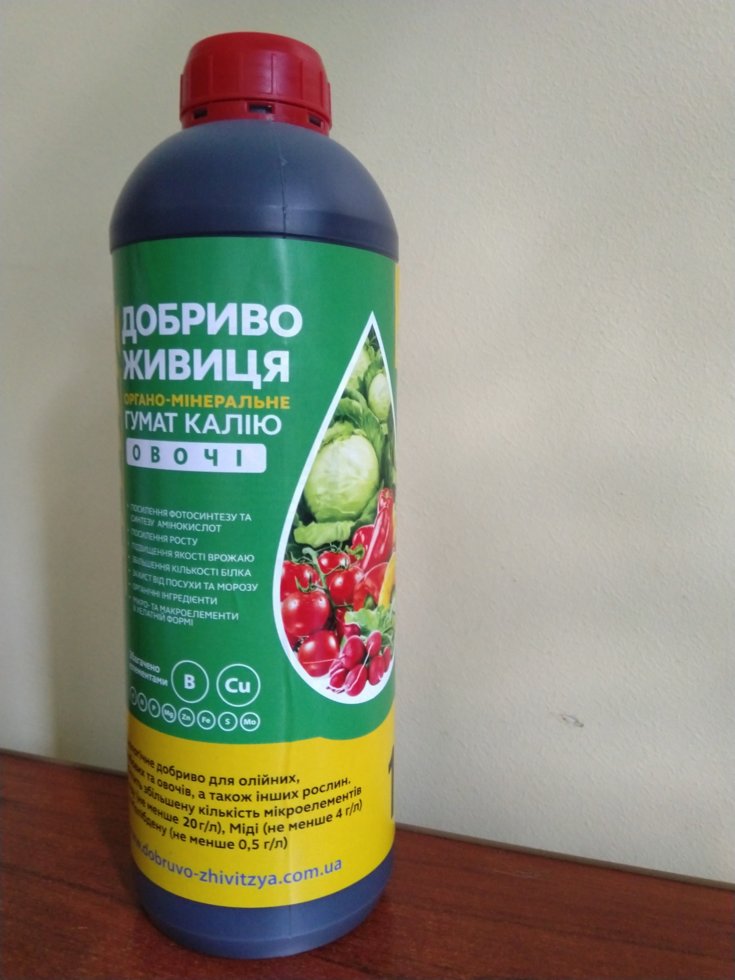 ДОБРИВО
ЖИВИЦЯ
ОРГАНО-МІНЕРАЛЬНЕ
ГУМАТ КАЛІЮ
ОВОЧІ
- ПОСИЛЕННЯ ФОТОСИНТЕЗУ ТА
СИНТЕЗУ АМІНОКИСЛОТ
- ПОСИЛЕННЯ РОСТУ
- ПІДВИЩЕННЯ ЯКОСТІ ВРОЖАЮ
- ЗБІЛЬШЕННЯ КІЛЬКОСТІ БІЛКА
- ЗАХИСТ ВІД ПОСУХИ ТА МОРОЗУ
- ОРГАНІЧНІ ІНГРЕДІЄНТИ
- МІКРО- ТА МАКРОЕЛЕМЕНТИ
В ХЕЛАТНІЙ ФОРМІ
Збагачено
елементами
B Cu
N P Mg Zn Fe S Mo
добриво для олійних,
та овочів, а також інших рослин.
збільшену кількість мікроелементів
(не менше 20 г/л), Міді (не менше 4 г/л)
(не менше 0,5 г/л)
dobruvo-zhivitzya.com.ua